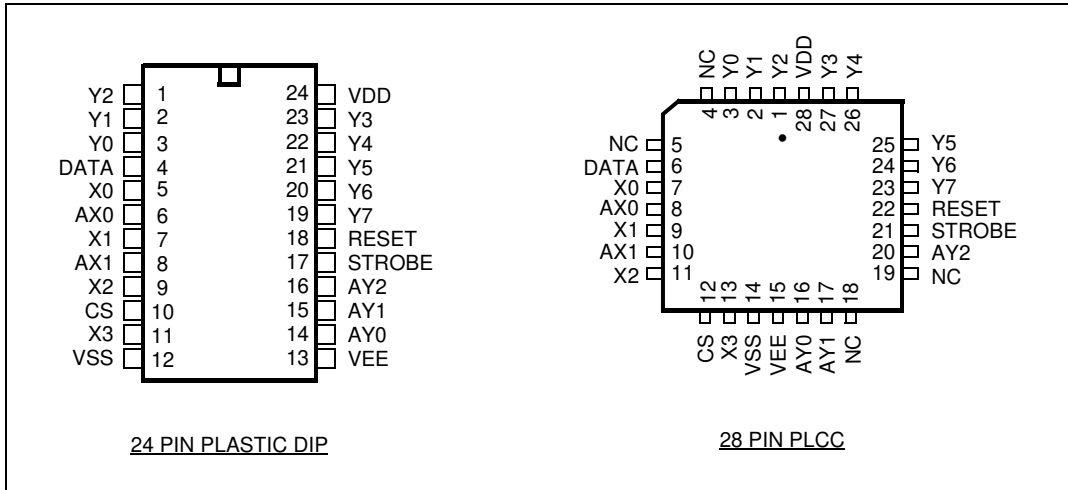 Y2 1 24 VDD
Y1 2 23 Y3
Y0 3 22 Y4
DATA 4 21 Y5
X0 5 20 Y6
AX0 6 19 Y7
X1 7 18 RESET
AX1 8 17 STROBE
X2 9 16 AY2
CS 10 15 AY1
X3 11 14 AY0
VSS 12 13 VEE
24 PIN PLASTIC DIP
NC Y0 Y1 Y2 VDD Y3 Y4
4 3 2 1 28 27 26
NC 5 25 Y5
DATA 6 24 Y6
X0 7 23 Y7
AX0 8 22 RESET
X1 9 21 STROBE
AX1 10 20 AY2
X2 11 19 NC
12 13 14 15 16 17 18
CS X3 VSS VEE AY0 AY1 NC
28 PIN PLCC